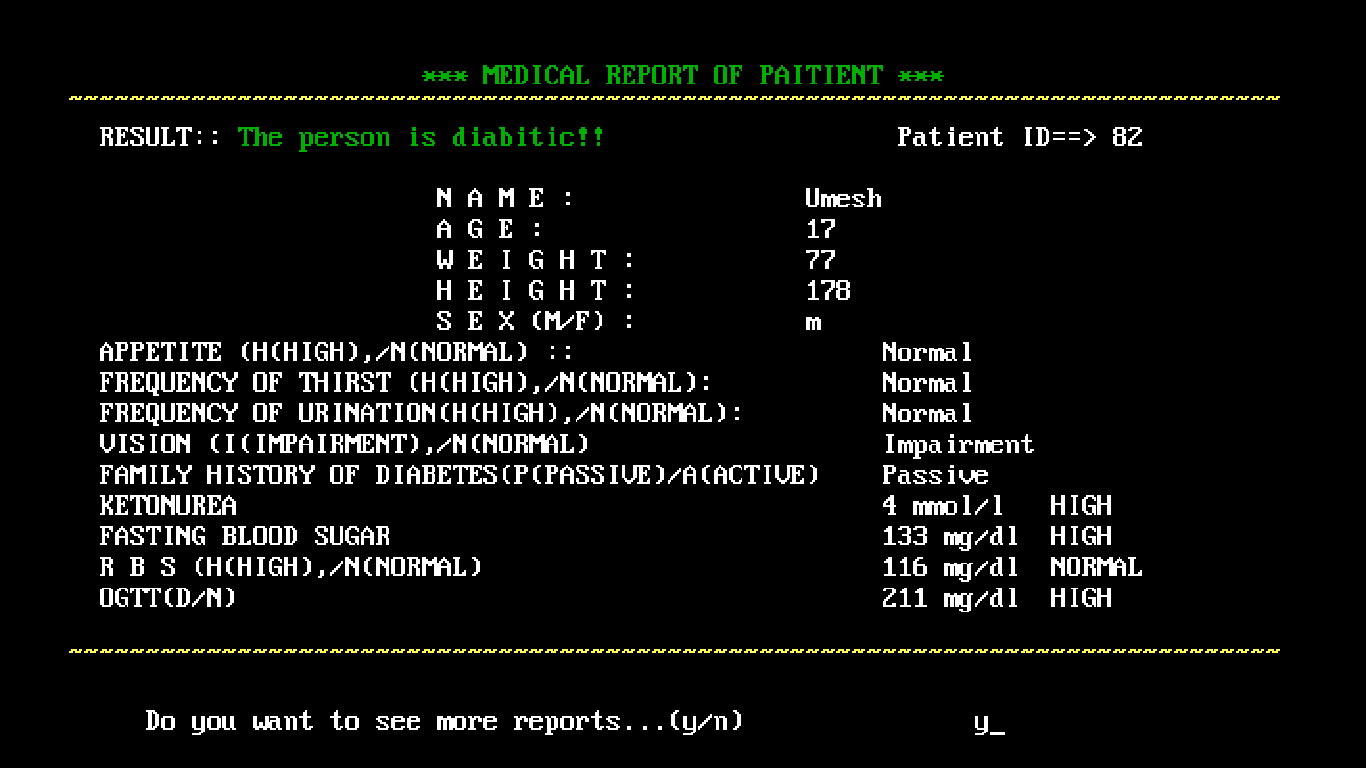 *** MEDICAL REPORT OF PAITIENT ***
~~~~~~~~~~~~~~~~~~~~~~~~~~~~~~~~~~~~~~~~~~~~~~~~~~~~~~~~~~~~~~~~~~~~~~~~~~~~~~~
RESULT:: The person is diabitic!! Patient ID==> 82
N A M E : Umesh
A G E : 17
W E I G H T : 77
H E I G H T : 178
S E X (M/F) : m
APPETITE (H(HIGH),/N(NORMAL) :: Normal
FREQUENCY OF THIRST (H(HIGH),/N(NORMAL): Normal
FREQUENCY OF URINATION(H(HIGH),/N(NORMAL): Normal
VISION (I(IMPAIRMENT),/N(NORMAL) Impairment
FAMILY HISTORY OF DIABETES(P(PASSIVE)/A(ACTIVE) Passive
KETONUREA 4 mmol/l HIGH
FASTING BLOOD SUGAR 133 mg/dl HIGH
R B S (H(HIGH),/N(NORMAL) 116 mg/dl NORMAL
OGTT(D/N) 211 mg/dl HIGH
~~~~~~~~~~~~~~~~~~~~~~~~~~~~~~~~~~~~~~~~~~~~~~~~~~~~~~~~~~~~~~~~~~~~~~~~~~~~~~~
Do you want to see more reports...(y/n) y_